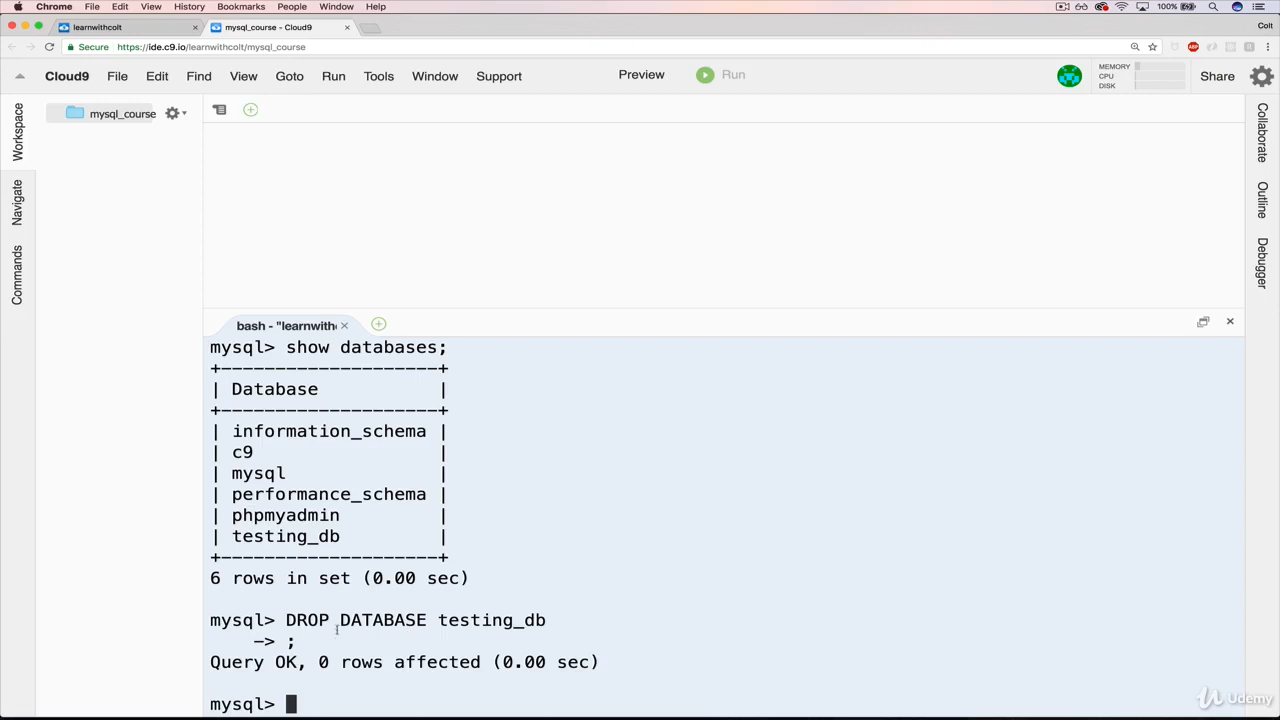 Chrome File Edit View History Bookmarks People Window Help 100%
learnwithcolt mysql_course - Cloud9 Colt
Secure https://ide.c9.io/learnwithcolt/mysql_course ABP
Cloud9 File Edit Find View Goto Run Tools Window Support Preview Run MEMORY CPU DISK Share
mysql_course
Workspace
Navigate
Commands
Collaborate
Outline
Debugger
bash - "learnwith
mysql> show databases;
+--------------------+
| Database |
+--------------------+
| information_schema |
| c9 |
| mysql |
| performance_schema |
| phpmyadmin |
| testing_db |
+--------------------+
6 rows in set (0.00 sec)
mysql> DROP DATABASE testing_db
-> ;
Query OK, 0 rows affected (0.00 sec)
mysql>
Udemy